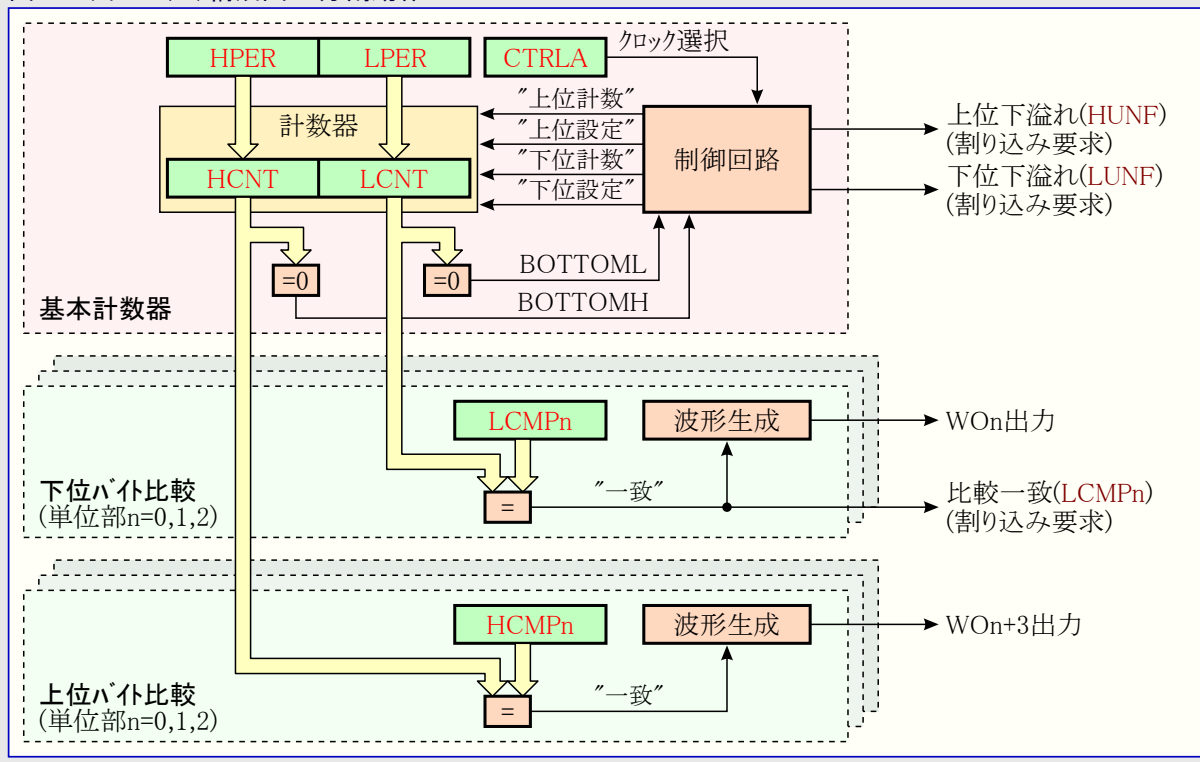 HPER LPER CTRLA クロック選択
計数器
"上位計数"
"上位設定"
"下位計数"
"下位設定"
制御回路
上位下溢れ(HUNF)
(割り込み要求)
下位下溢れ(LUNF)
(割り込み要求)
HCNT LCNT
=0 =0
BOTTOML
BOTTOMH
基本計数器
LCMPn 波形生成
WOn出力
= "一致"
比較一致(LCMPn)
(割り込み要求)
下位バイト比較
(単位部n=0,1,2)
HCMPn 波形生成
WOn+3出力
= "一致"
上位バイト比較
(単位部n=0,1,2)